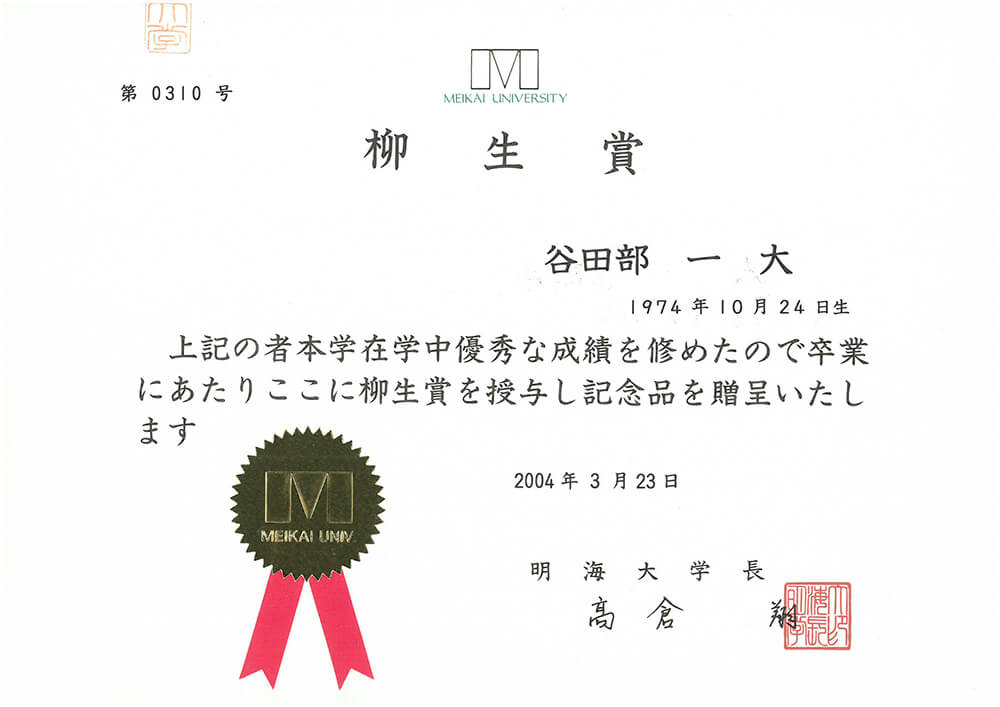 第 0310 号
MEIKAI UNIVERSITY
柳 生 賞
谷田部 一 大
1974 年 10 月 24 日生
上記の者本学在学中優秀な成績を修めたので卒業
にあたりここに柳生賞を授与し記念品を贈呈いたし
ます
2004 年 3 月 23 日
MEIKAI UNIV.
明 海 大 学 長
高 倉 翔